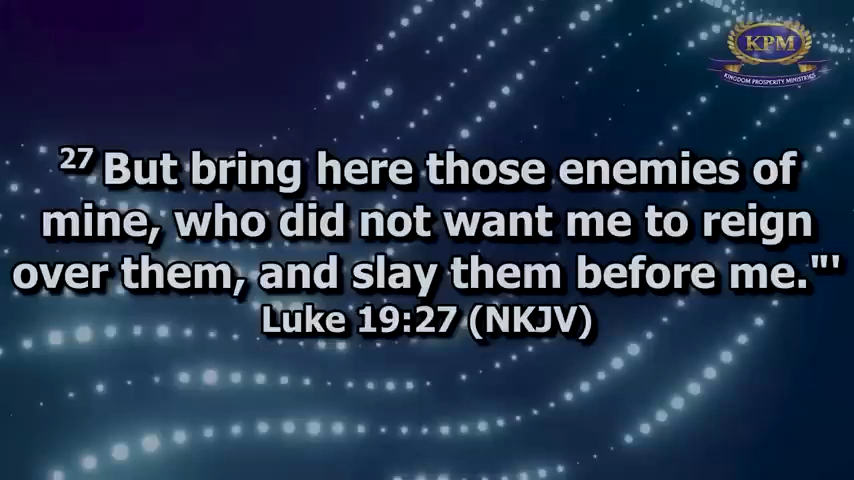 KPM
KINGDOM PROSPERITY MINISTRIES
27 But bring here those enemies of
mine, who did not want me to reign
over them, and slay them before me."'
Luke 19:27 (NKJV)